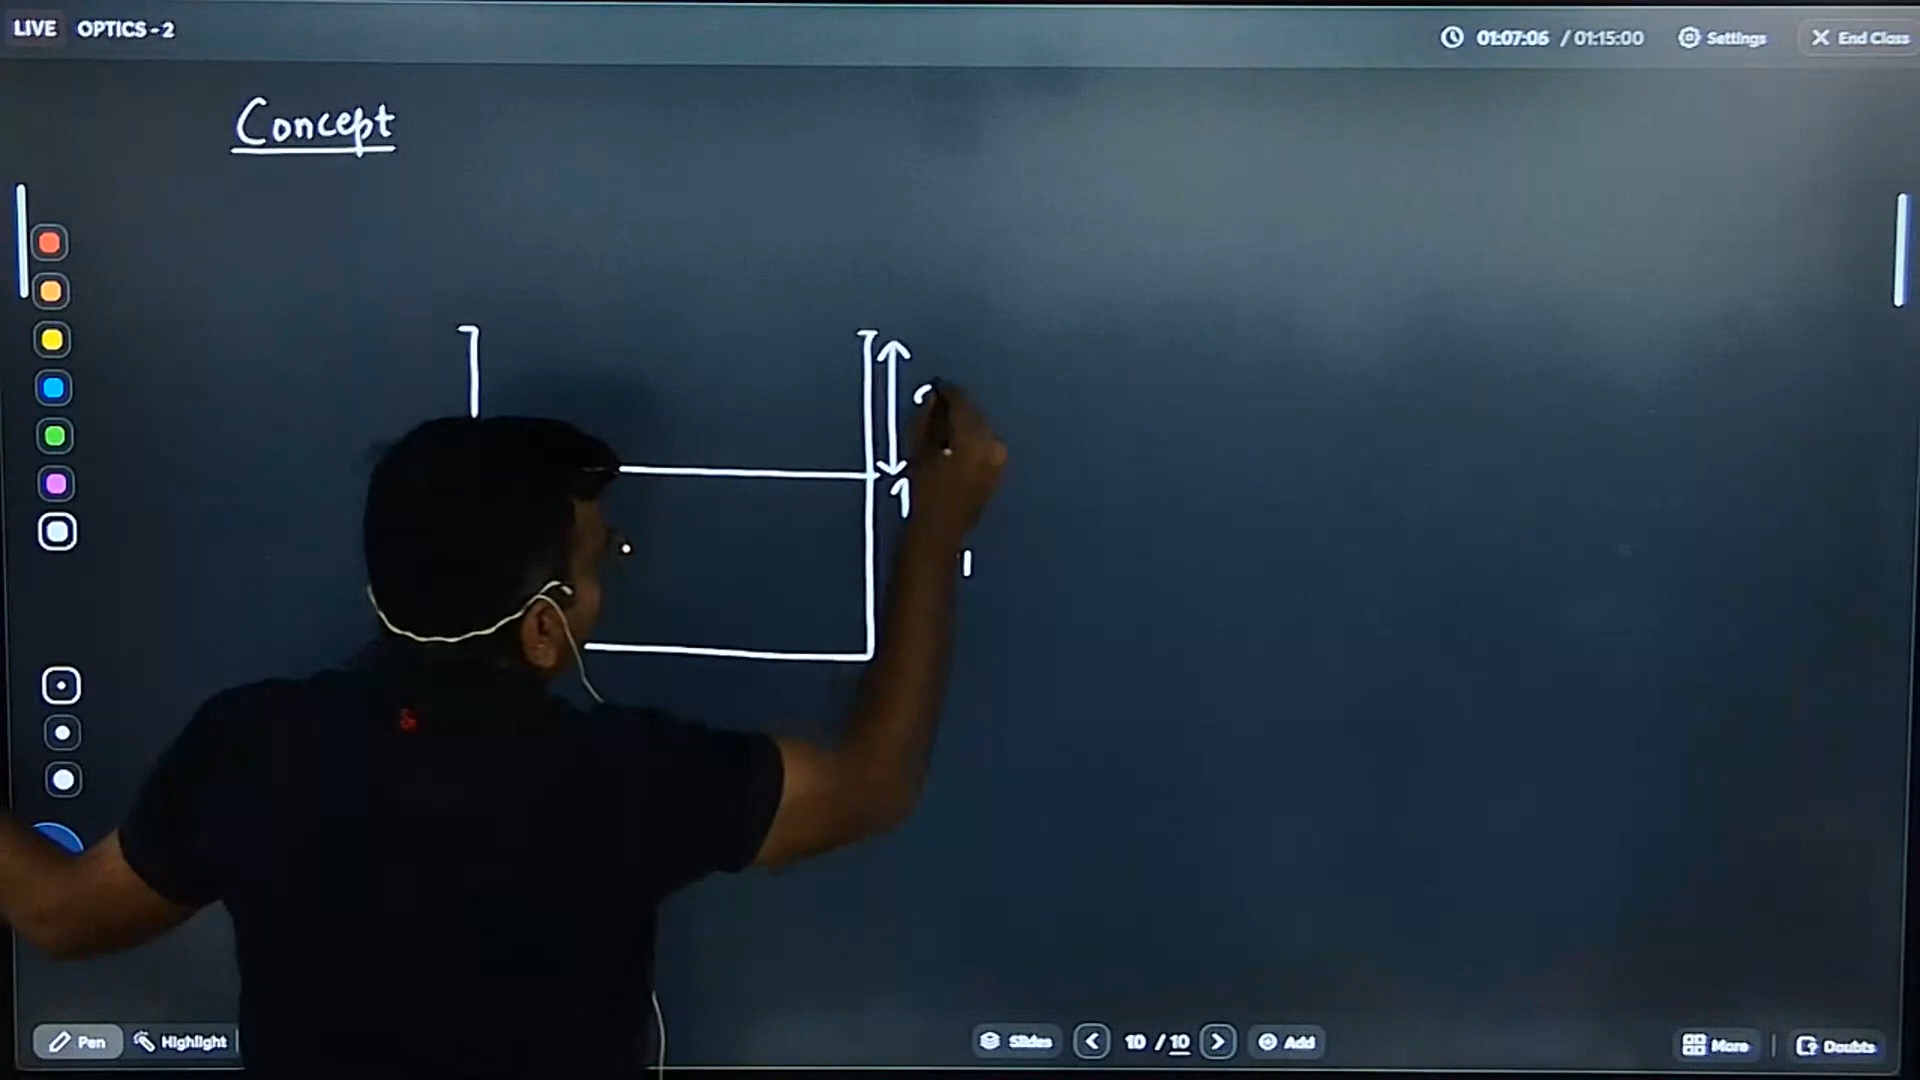 LIVE OPTICS - 2 01:07:06 / 01:15:00 Settings End Class
Concept
Pen Highlight Slides 10 / 10 Add More Doubts